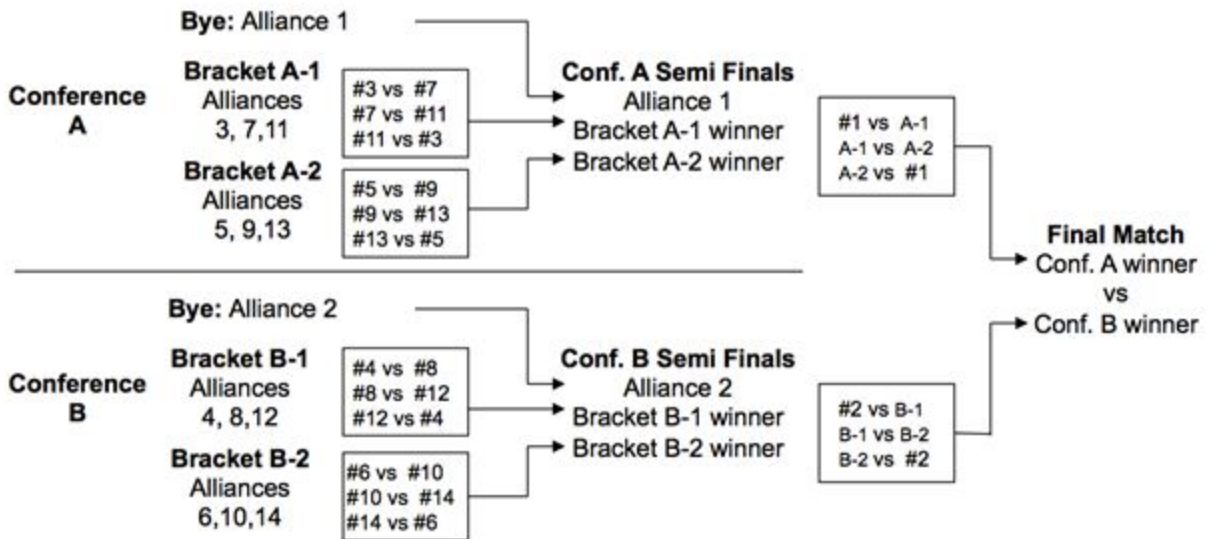 Bye: Alliance 1
Conference
A
Bracket A-1
Alliances
3, 7,11
#3 vs #7
#7 vs #11
#11 vs #3
Bracket A-2
Alliances
5, 9,13
#5 vs #9
#9 vs #13
#13 vs #5
Conf. A Semi Finals
Alliance 1
Bracket A-1 winner
Bracket A-2 winner
#1 vs A-1
A-1 vs A-2
A-2 vs #1
Bye: Alliance 2
Conference
B
Bracket B-1
Alliances
4, 8,12
#4 vs #8
#8 vs #12
#12 vs #4
Bracket B-2
Alliances
6,10,14
#6 vs #10
#10 vs #14
#14 vs #6
Conf. B Semi Finals
Alliance 2
Bracket B-1 winner
Bracket B-2 winner
#2 vs B-1
B-1 vs B-2
B-2 vs #2
Final Match
Conf. A winner
vs
Conf. B winner